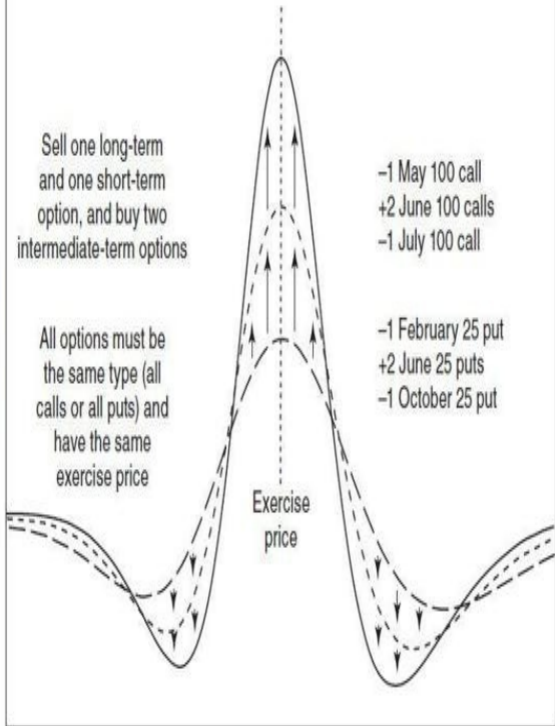 Sell one long-term
and one short-term
option, and buy two
intermediate-term options
All options must be
the same type (all
calls or all puts) and
have the same
exercise price
–1 May 100 call
+2 June 100 calls
–1 July 100 call
–1 February 25 put
+2 June 25 puts
–1 October 25 put
Exercise
price